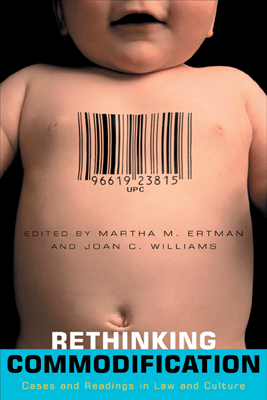 96619 23815
UPC
EDITED BY MARTHA M. ERTMAN
AND JOAN C. WILLIAMS
RETHINKING
COMMODIFICATION
Cases and Readings in Law and Culture